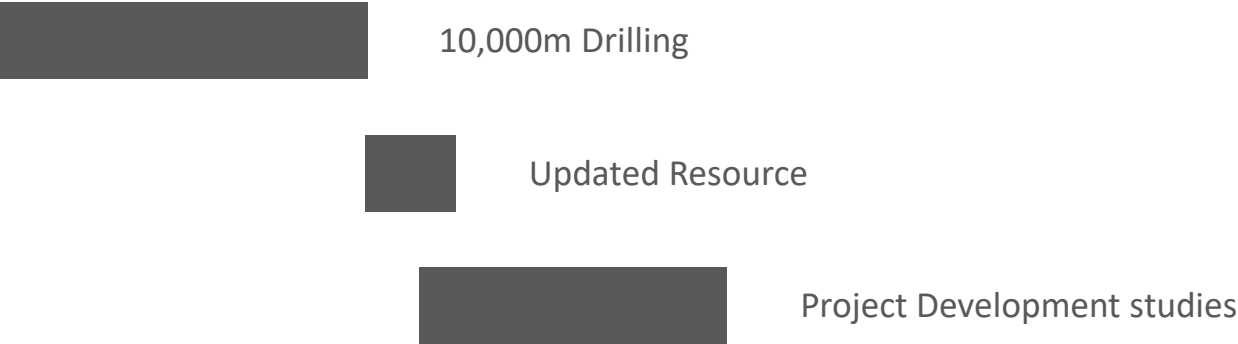 10,000m Drilling
Updated Resource
Project Development studies